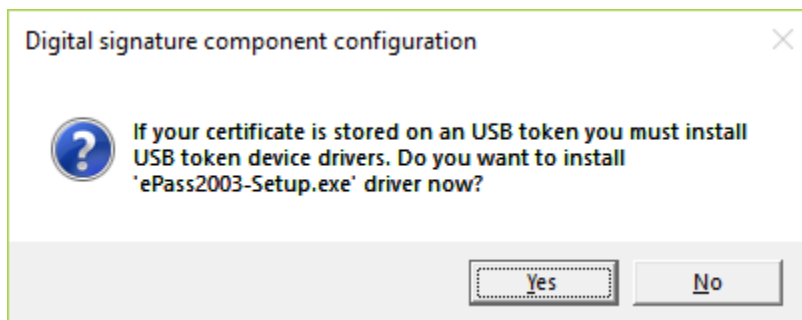 Digital signature component configuration
If your certificate is stored on an USB token you must install
USB token device drivers. Do you want to install
'ePass2003-Setup.exe' driver now?
Yes
No